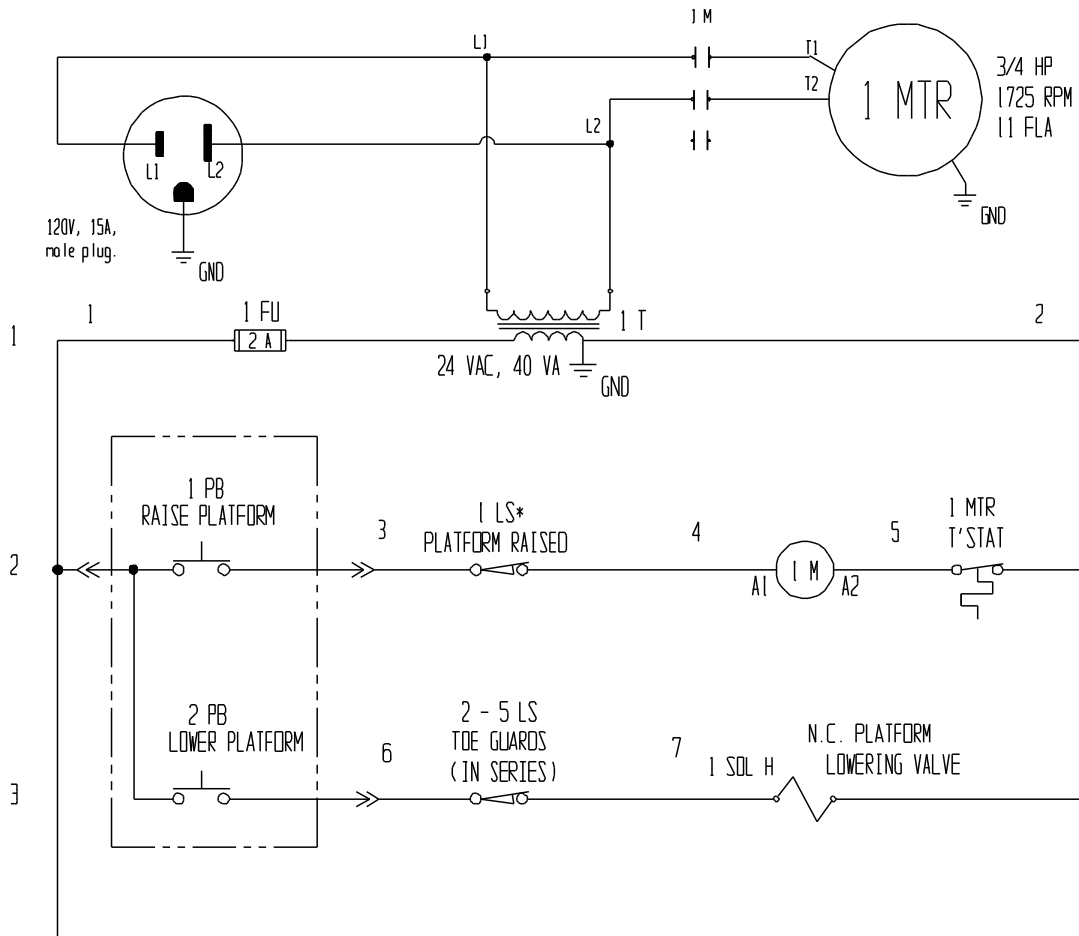 1 M
L1
T1
3/4 HP
1725 RPM
11 FLA
1 MTR
T2
L2
L1
L2
120V, 15A,
male plug.
GND
GND
1
1
1 FU
2 A
1 T
2
24 VAC, 40 VA
GND
1 PB
RAISE PLATFORM
2
3
1 LS*
PLATFORM RAISED
4
1 M
A1
A2
5
1 MTR
T'STAT
2 PB
LOWER PLATFORM
3
6
2 - 5 LS
TOE GUARDS
(IN SERIES)
7
1 SOL H
N.C. PLATFORM
LOWERING VALVE